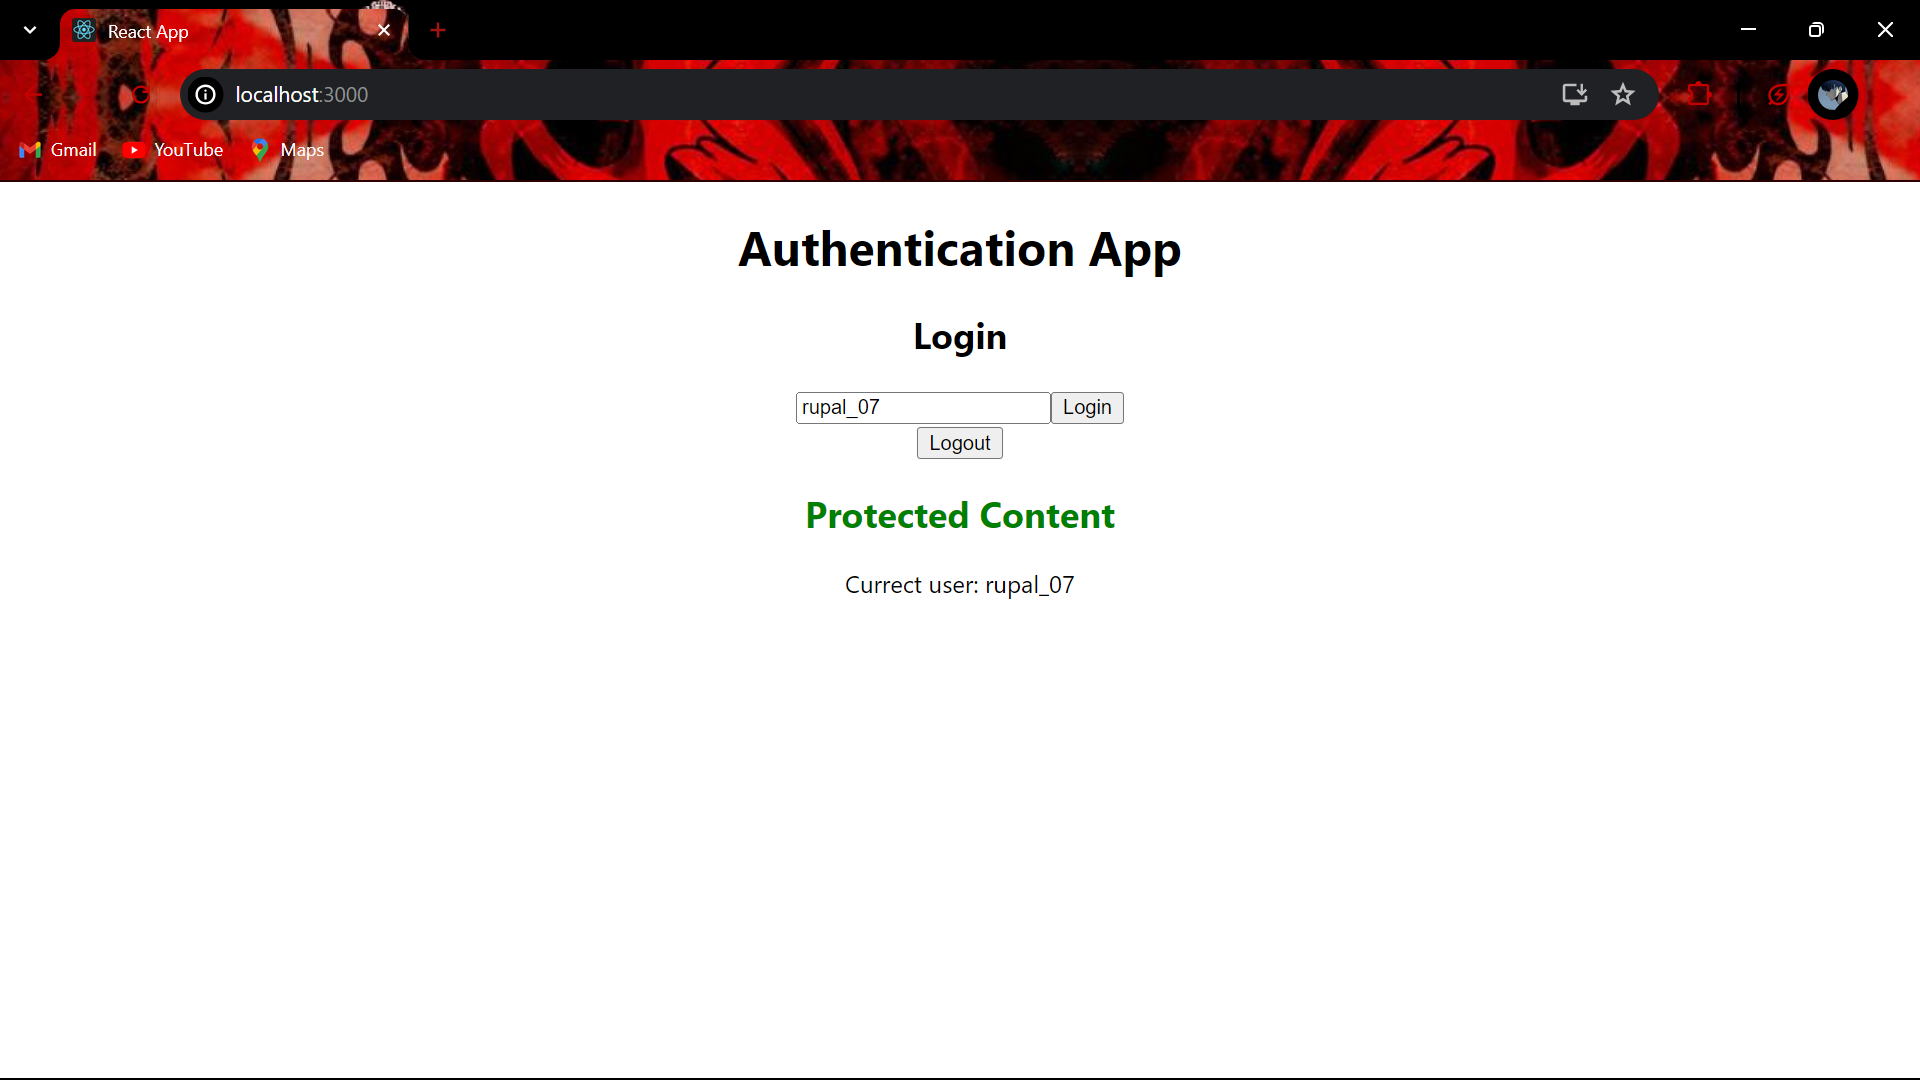 React App
localhost:3000
Gmail YouTube Maps
Authentication App
Login
rupal_07 Login
Logout
Protected Content
Currect user: rupal_07